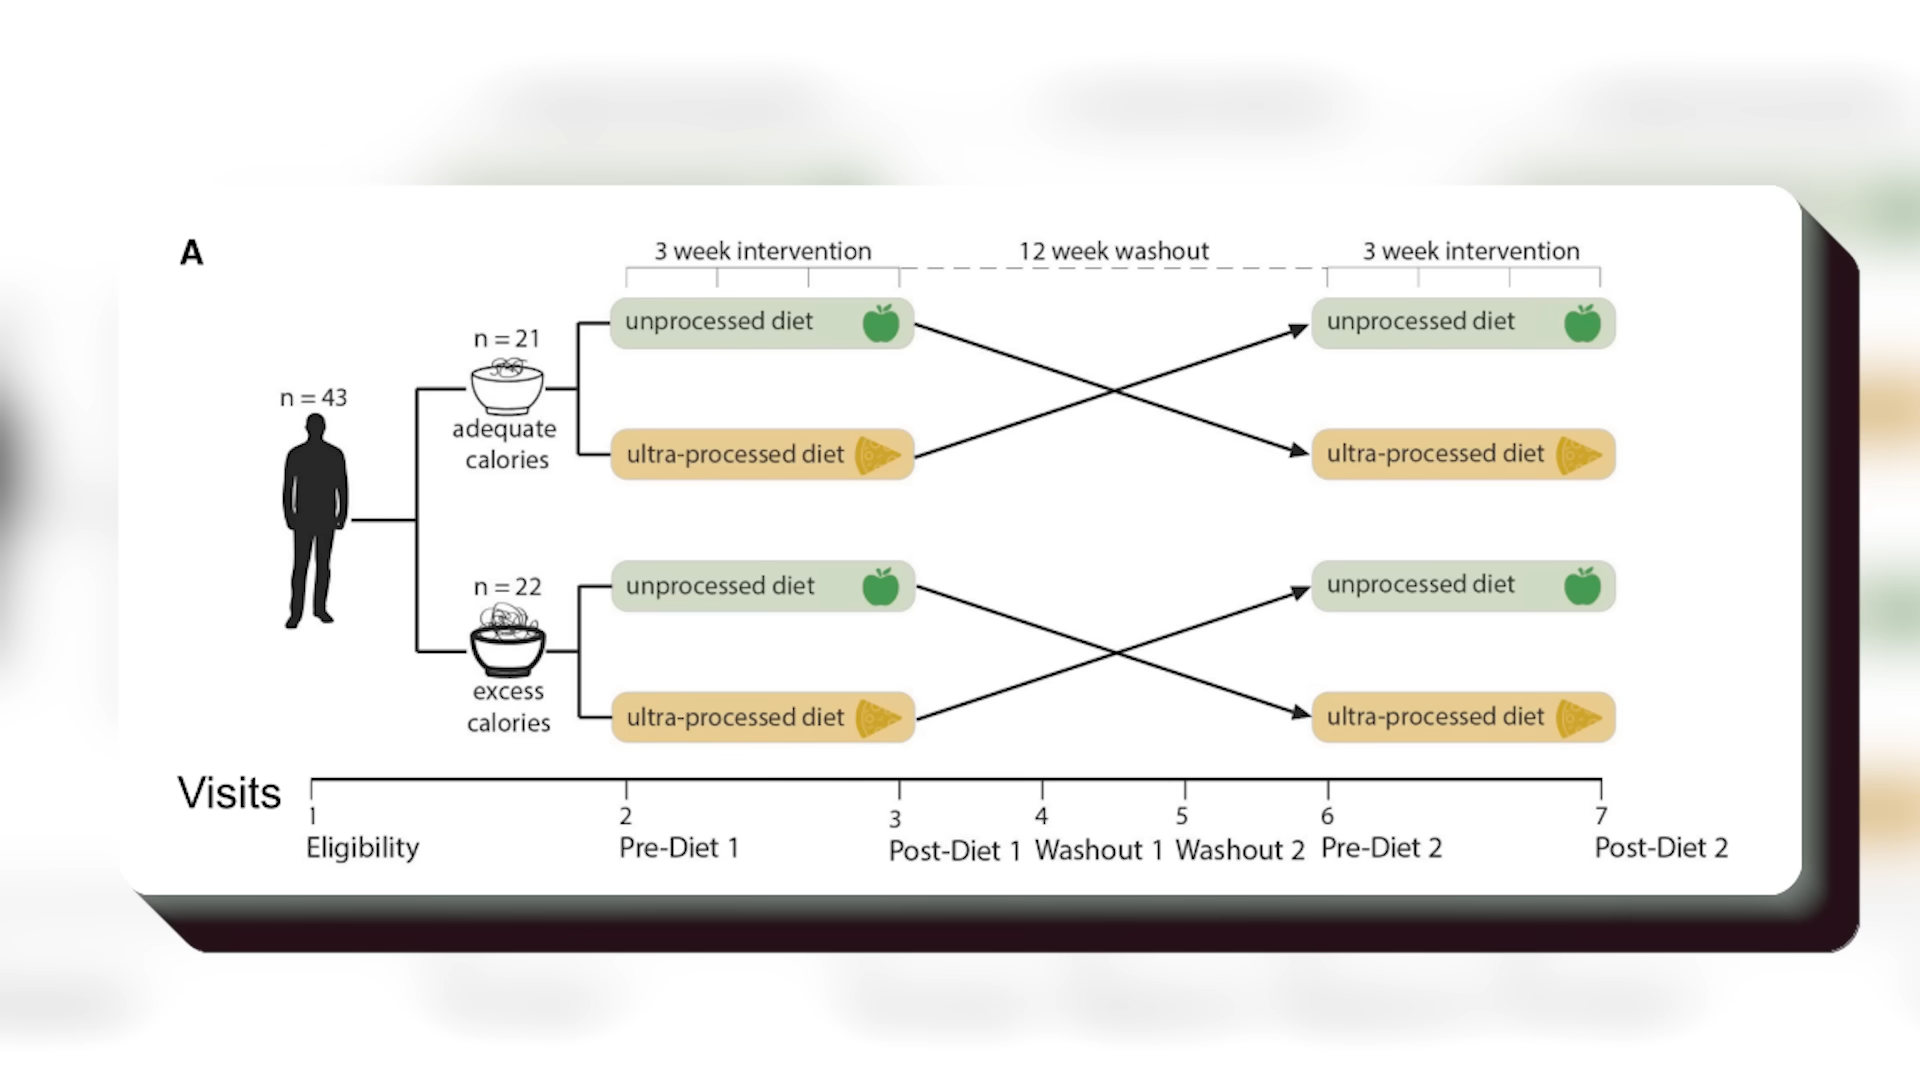 A
3 week intervention
12 week washout
3 week intervention
n = 43
n = 21
adequate
calories
unprocessed diet
unprocessed diet
ultra-processed diet
ultra-processed diet
n = 22
excess
calories
unprocessed diet
unprocessed diet
ultra-processed diet
ultra-processed diet
Visits
1
2
3
4
5
6
7
Eligibility
Pre-Diet 1
Post-Diet 1
Washout 1
Washout 2
Pre-Diet 2
Post-Diet 2